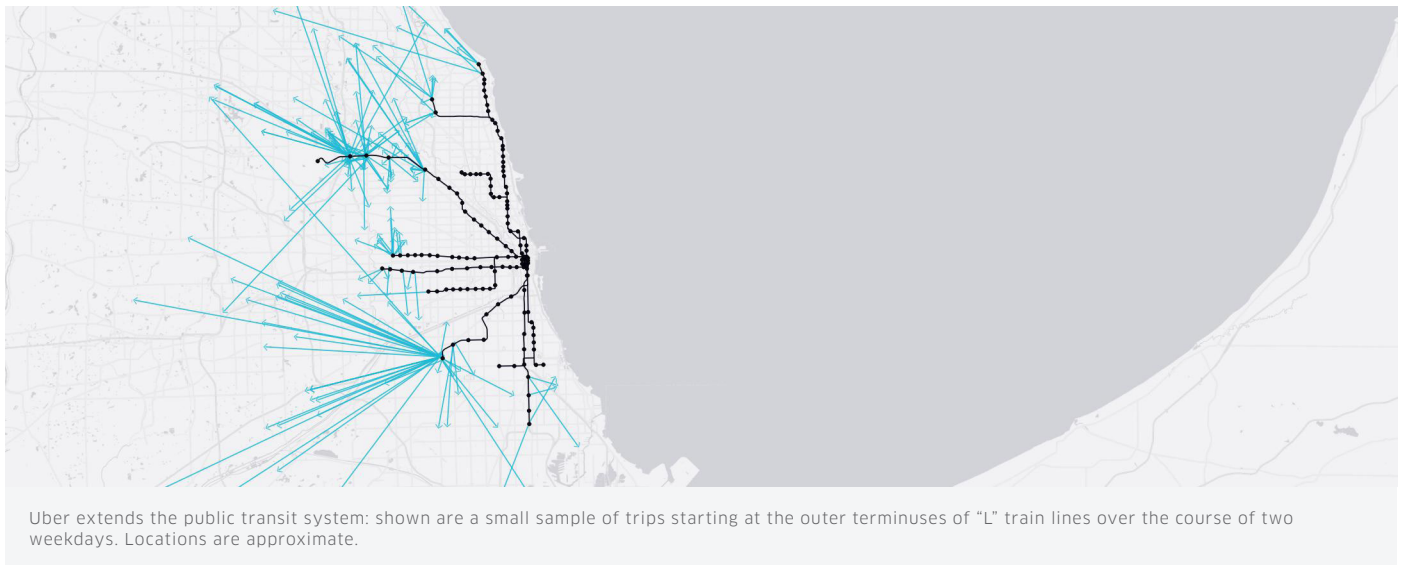 Uber extends the public transit system: shown are a small sample of trips starting at the outer terminuses of “L” train lines over the course of two
weekdays. Locations are approximate.